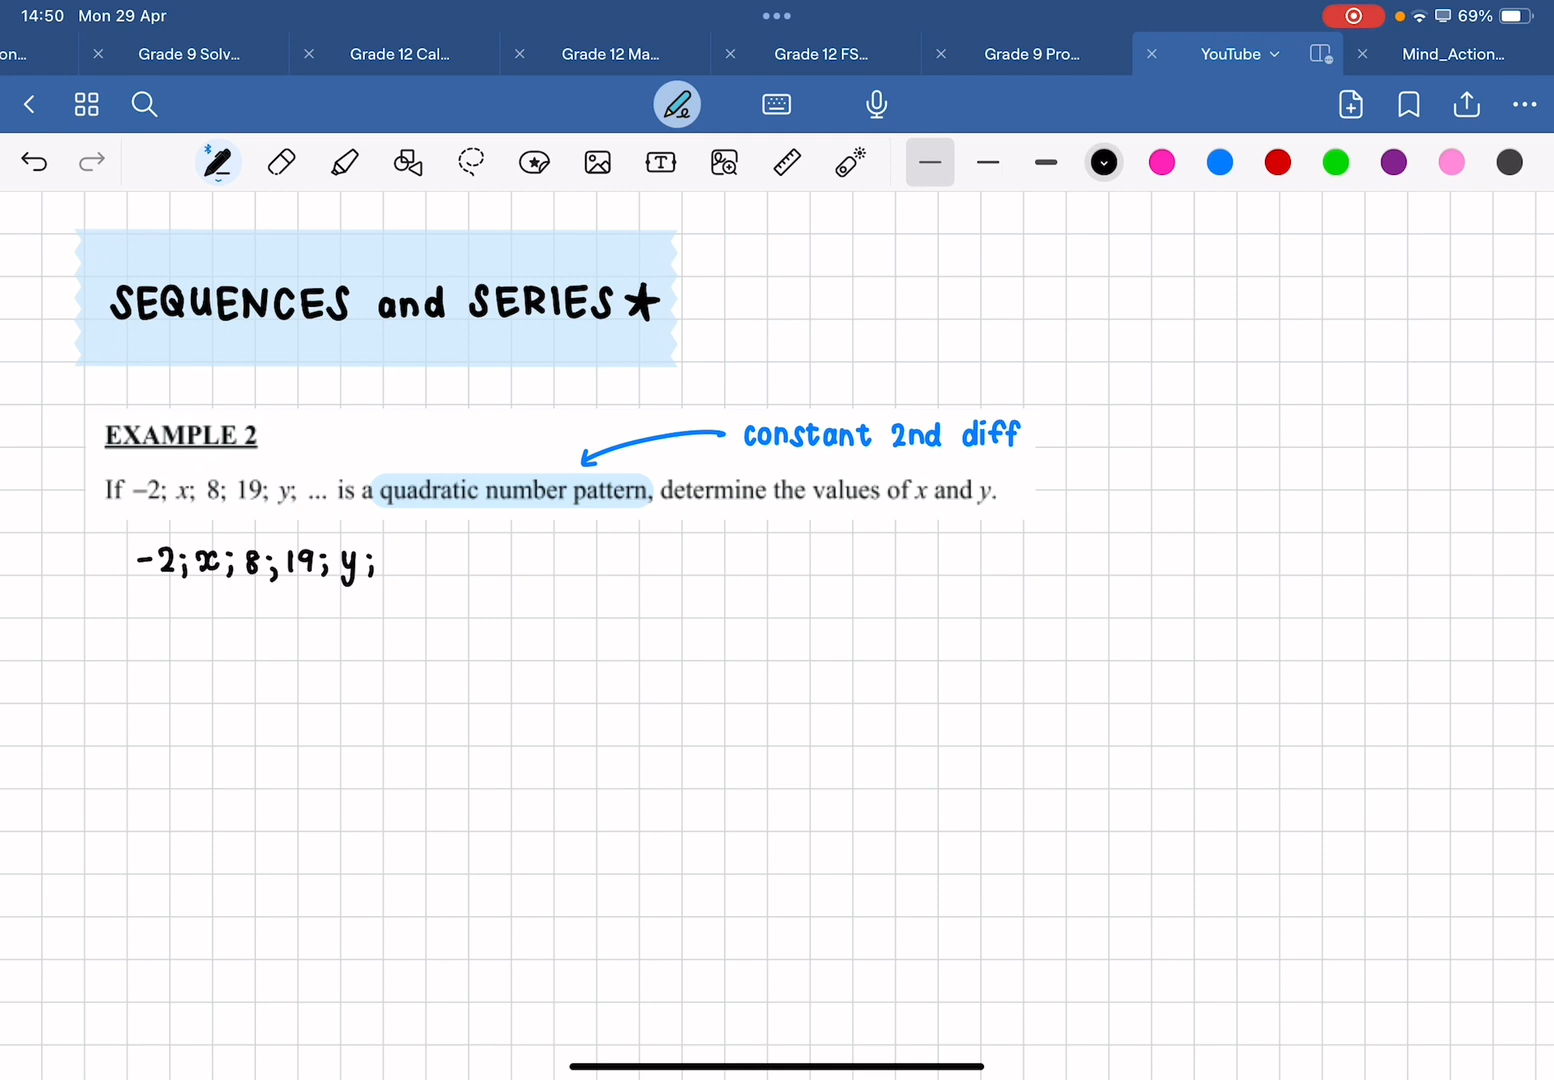 14:50 Mon 29 Apr
69%
on... Grade 9 Solv... Grade 12 Cal... Grade 12 Ma... Grade 12 FS... Grade 9 Pro... YouTube Mind_Action...
SEQUENCES and SERIES★
EXAMPLE 2
constant 2nd diff
If –2; x; 8; 19; y; ... is a quadratic number pattern, determine the values of x and y.
-2; x; 8; 19; y;